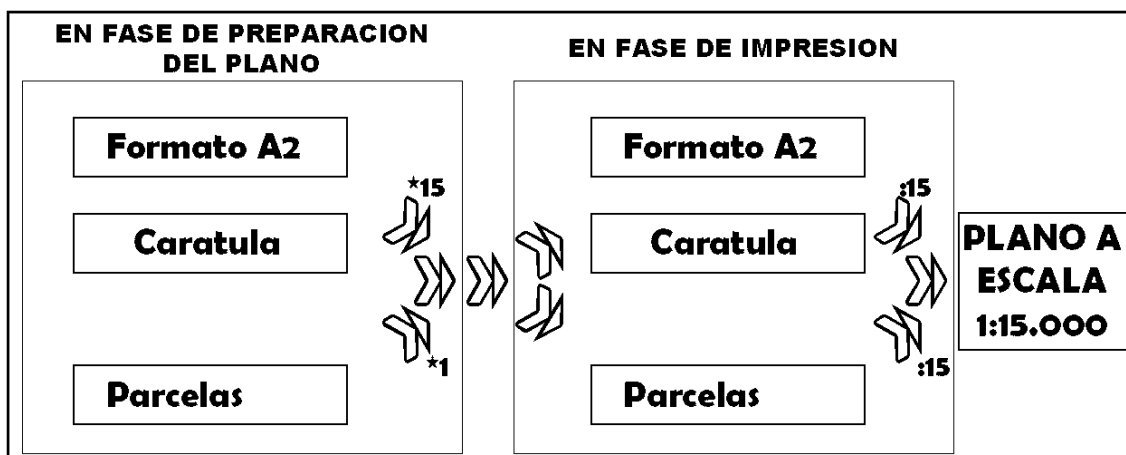 EN FASE DE PREPARACION
DEL PLANO
Formato A2
*15
Caratula
*1
Parcelas
EN FASE DE IMPRESION
Formato A2
:15
Caratula
:15
Parcelas
PLANO A
ESCALA
1:15.000